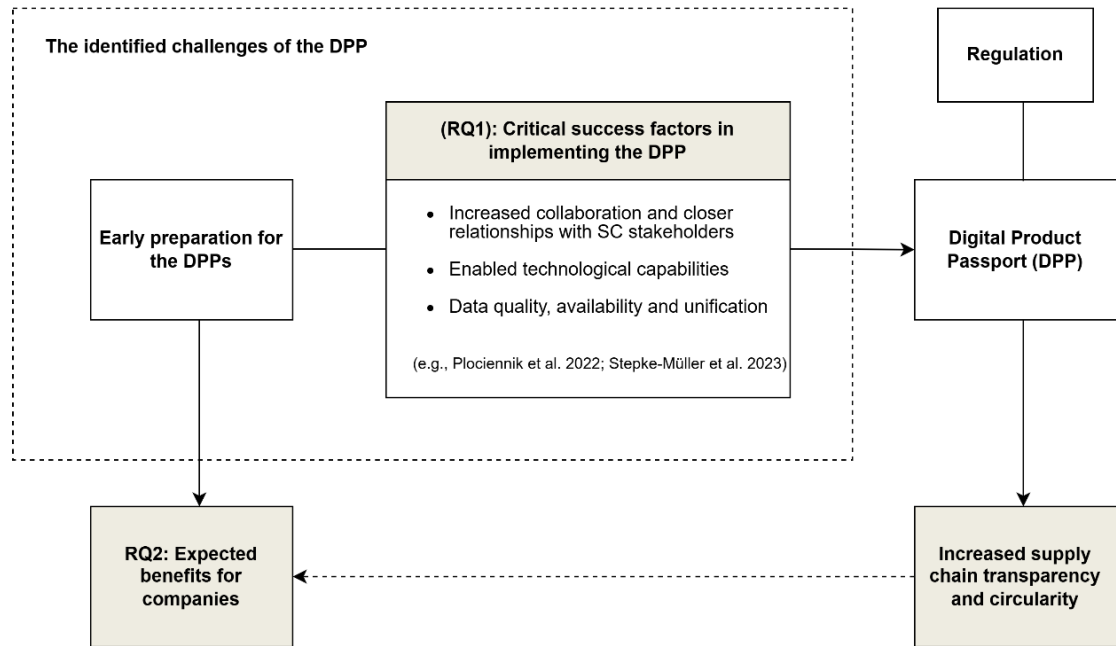 The identified challenges of the DPP
Regulation
(RQ1): Critical success factors in
implementing the DPP
Early preparation for
the DPPs
• Increased collaboration and closer
relationships with SC stakeholders
• Enabled technological capabilities
• Data quality, availability and unification
(e.g., Plociennik et al. 2022; Stepke-Müller et al. 2023)
Digital Product
Passport (DPP)
RQ2: Expected
benefits for
companies
Increased supply
chain transparency
and circularity